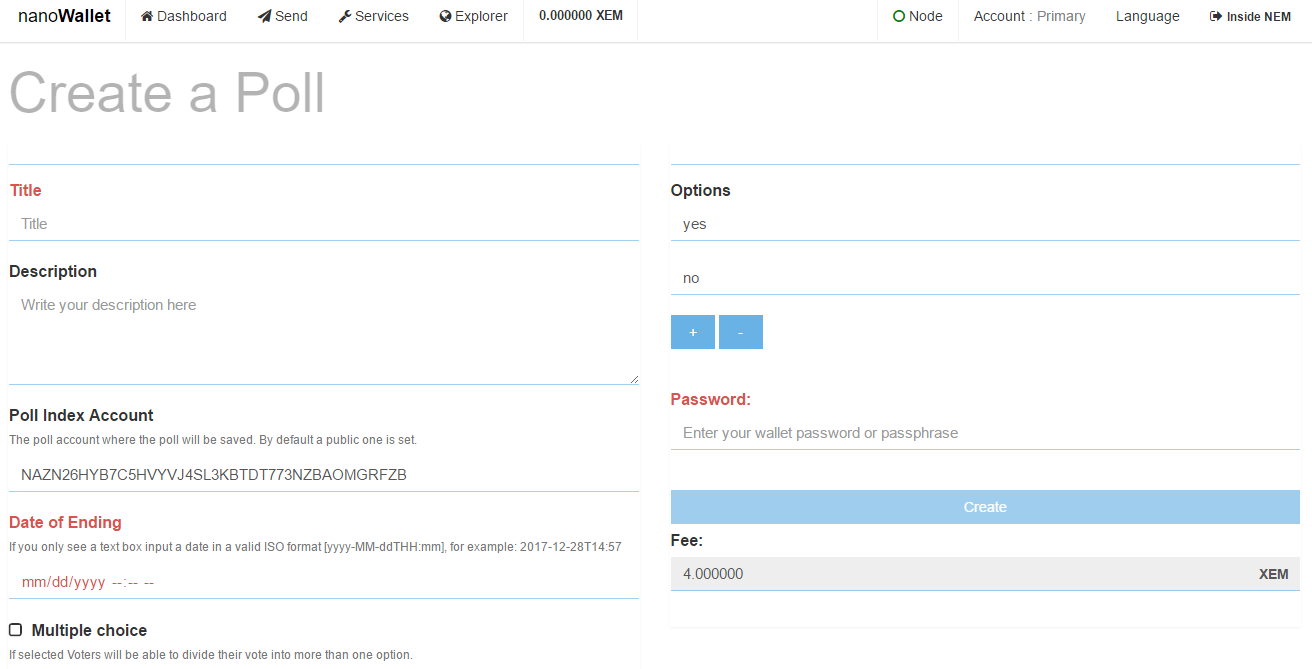 nanoWallet Dashboard Send Services Explorer 0.000000 XEM Node Account : Primary Language Inside NEM
Create a Poll
Title
Title
Description
Write your description here
Poll Index Account
The poll account where the poll will be saved. By default a public one is set.
NAZN26HYB7C5HVYVJ4SL3KBTDT773NZBAOMGRFZB
Date of Ending
If you only see a text box input a date in a valid ISO format [yyyy-MM-ddTHH:mm], for example: 2017-12-28T14:57
mm/dd/yyyy --:-- --
Multiple choice
If selected Voters will be able to divide their vote into more than one option.
Options
yes
no
+ -
Password:
Enter your wallet password or passphrase
Create
Fee:
4.000000 XEM